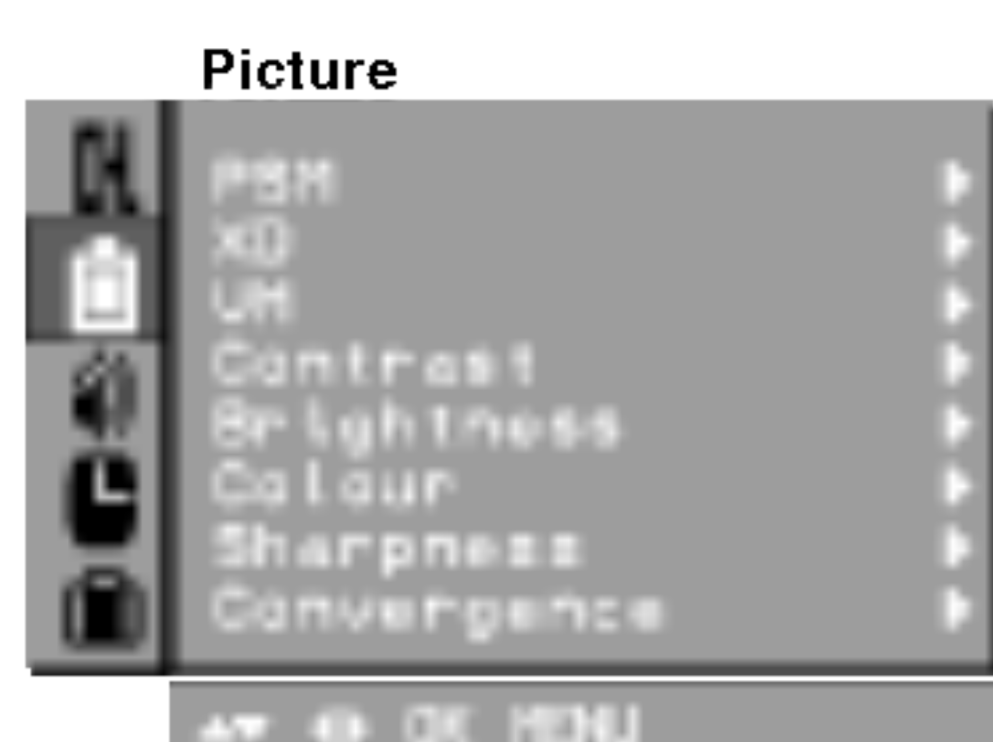 Picture
PSM
XD
VM
Contrast
Brightness
Colour
Sharpness
Convergence
OK MENU